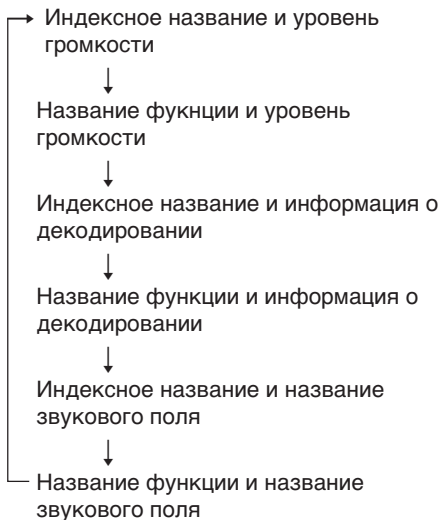 Индексное название и уровень
громкости
Название фукнции и уровень
громкости
Индексное название и информация о
декодировании
Название функции и информация о
декодировании
Индексное название и название
звукового поля
Название функции и название
звукового поля